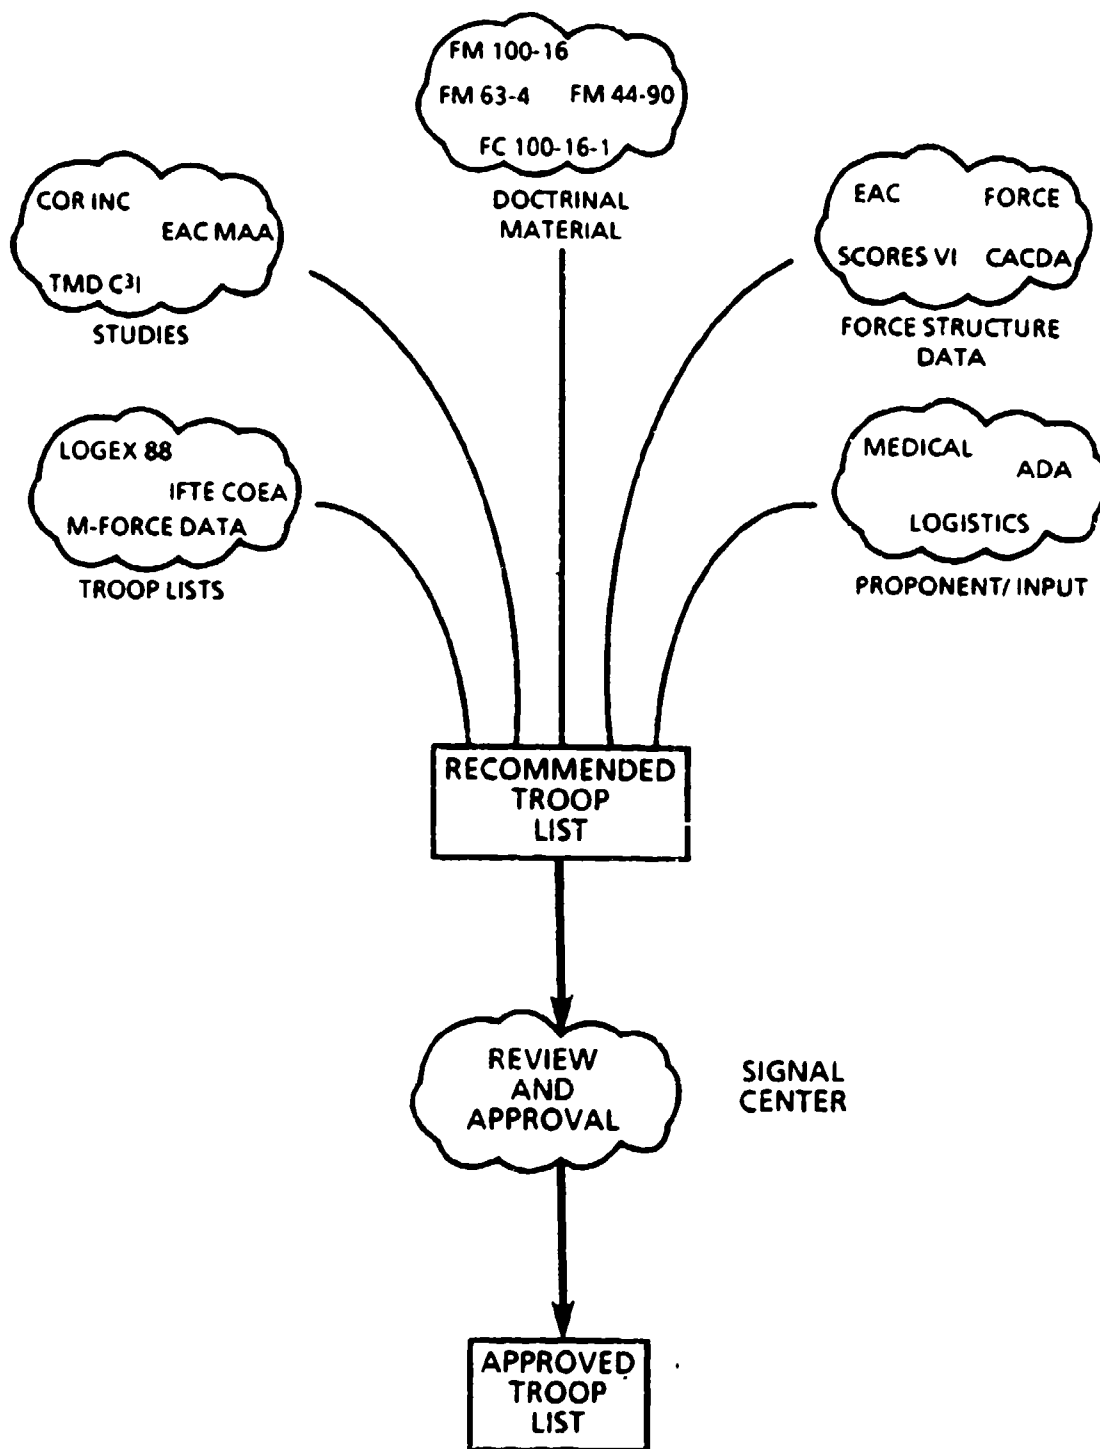 FM 100-16
FM 63-4 FM 44-90
FC 100-16-1
DOCTRINAL
MATERIAL
COR INC
EAC MAA
TMD C³I
STUDIES
EAC FORCE
SCORES VI CACDA
FORCE STRUCTURE
DATA
LOGEX 88
IFTE COEA
M-FORCE DATA
TROOP LISTS
MEDICAL
ADA
LOGISTICS
PROPONENT/ INPUT
RECOMMENDED
TROOP
LIST
REVIEW
AND
APPROVAL
SIGNAL
CENTER
APPROVED
TROOP
LIST